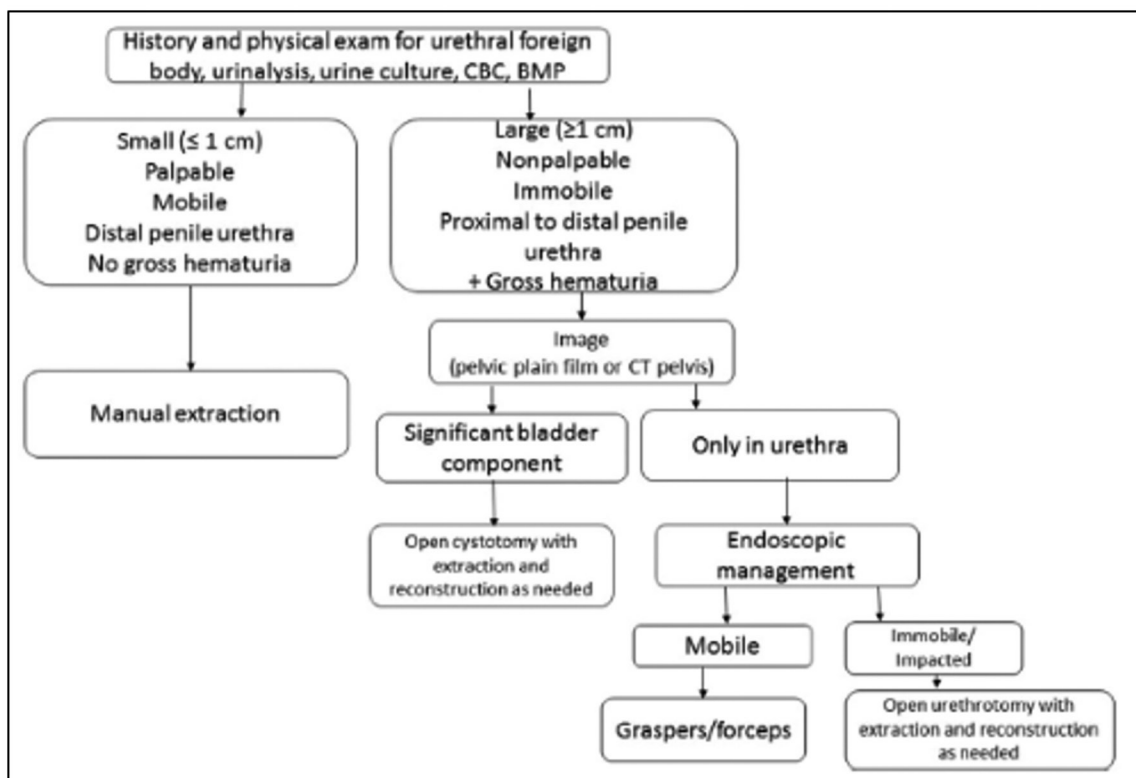 History and physical exam for urethral foreign
body, urinalysis, urine culture, CBC, BMP
Small (≤ 1 cm)
Palpable
Mobile
Distal penile urethra
No gross hematuria
Large (≥1 cm)
Nonpalpable
Immobile
Proximal to distal penile
urethra
+ Gross hematuria
Image
(pelvic plain film or CT pelvis)
Manual extraction
Significant bladder
component
Only in urethra
Open cystotomy with
extraction and
reconstruction as needed
Endoscopic
management
Mobile
Immobile/
Impacted
Graspers/forceps
Open urethrotomy with
extraction and reconstruction
as needed